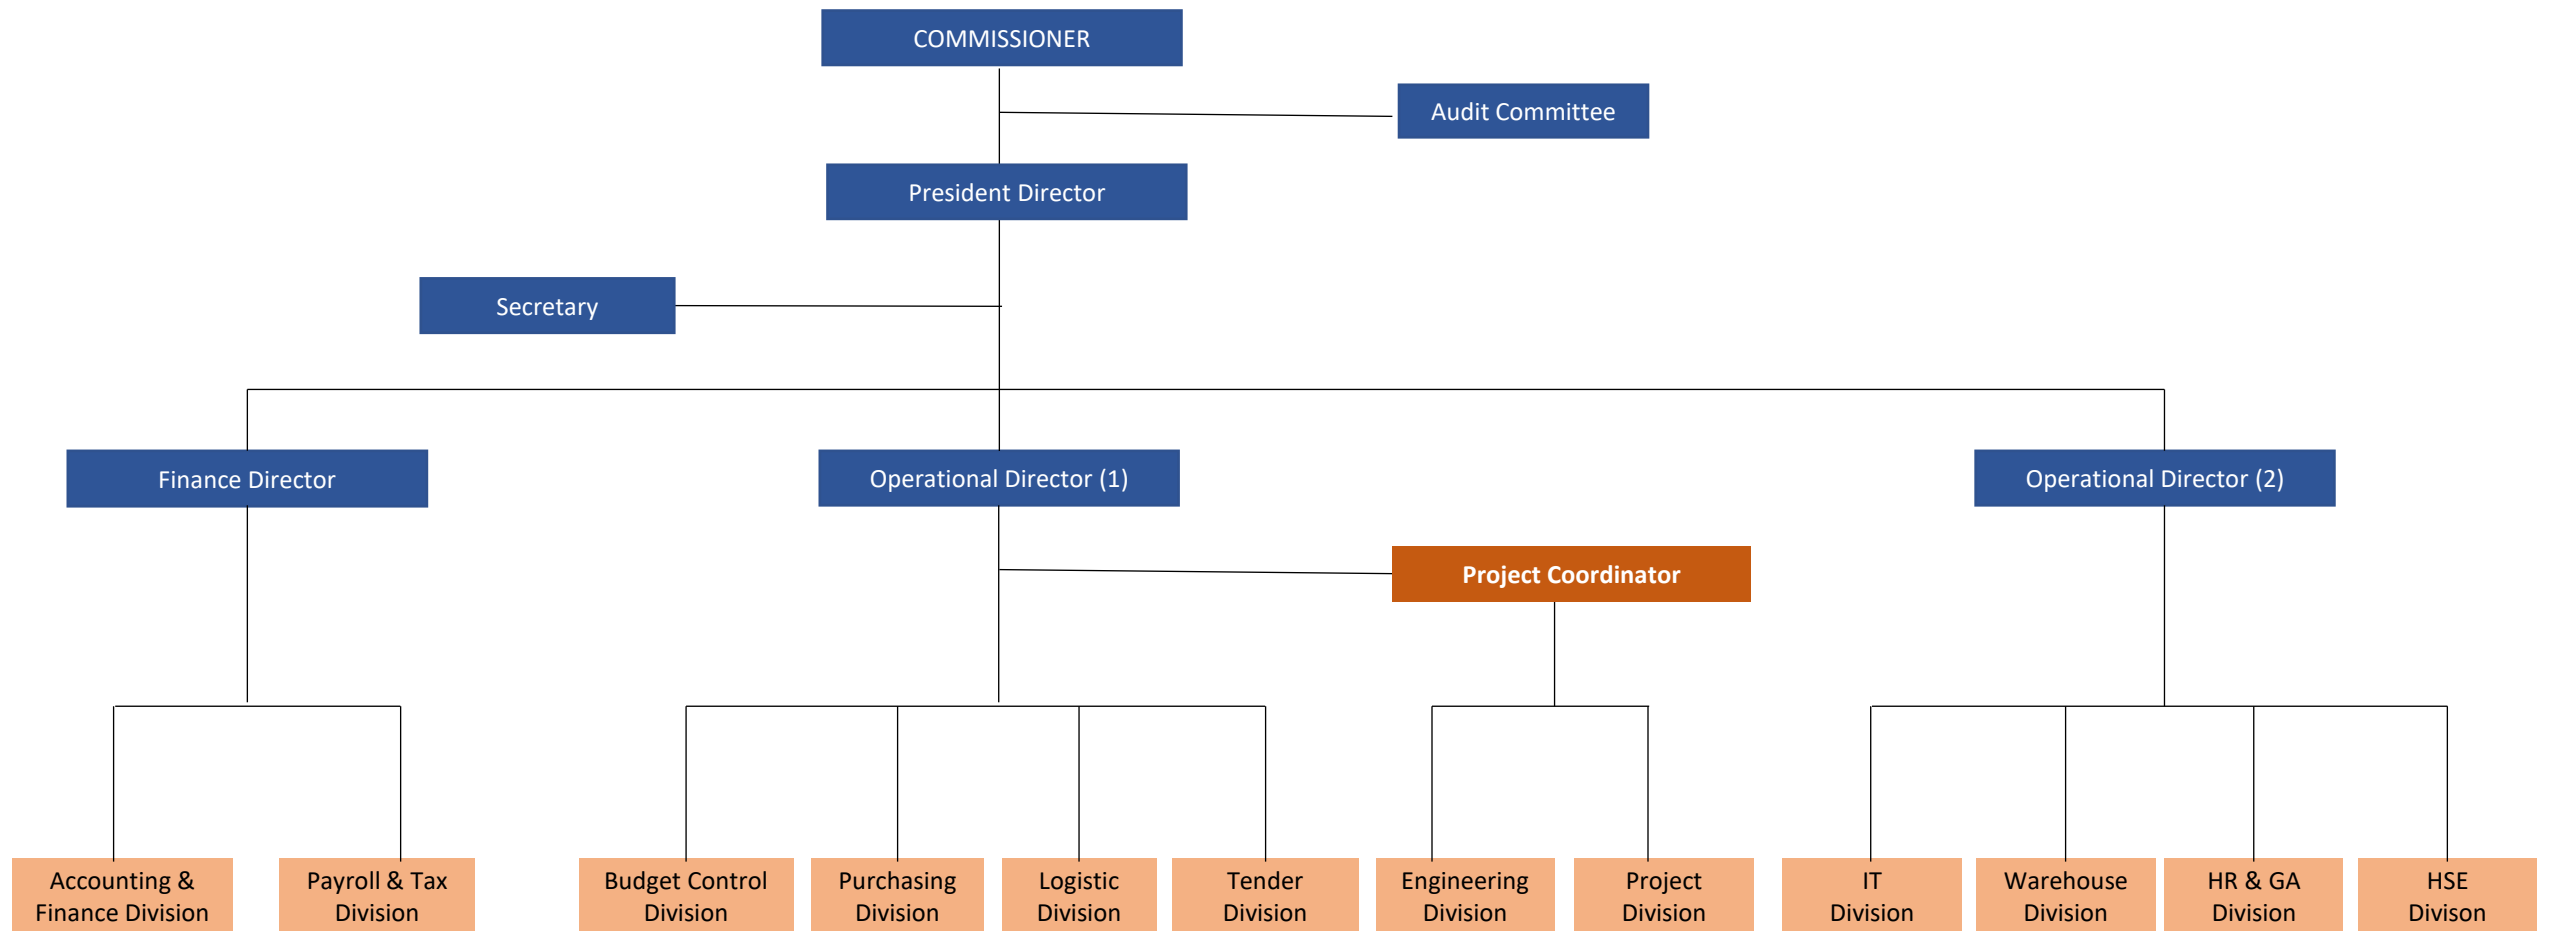 COMMISSIONER
Audit Committee
President Director
Secretary
Finance Director
Operational Director (1)
Operational Director (2)
Project Coordinator
Accounting &
Finance Division
Payroll & Tax
Division
Budget Control
Division
Purchasing
Division
Logistic
Division
Tender
Division
Engineering
Division
Project
Division
IT
Division
Warehouse
Division
HR & GA
Division
HSE
Divison